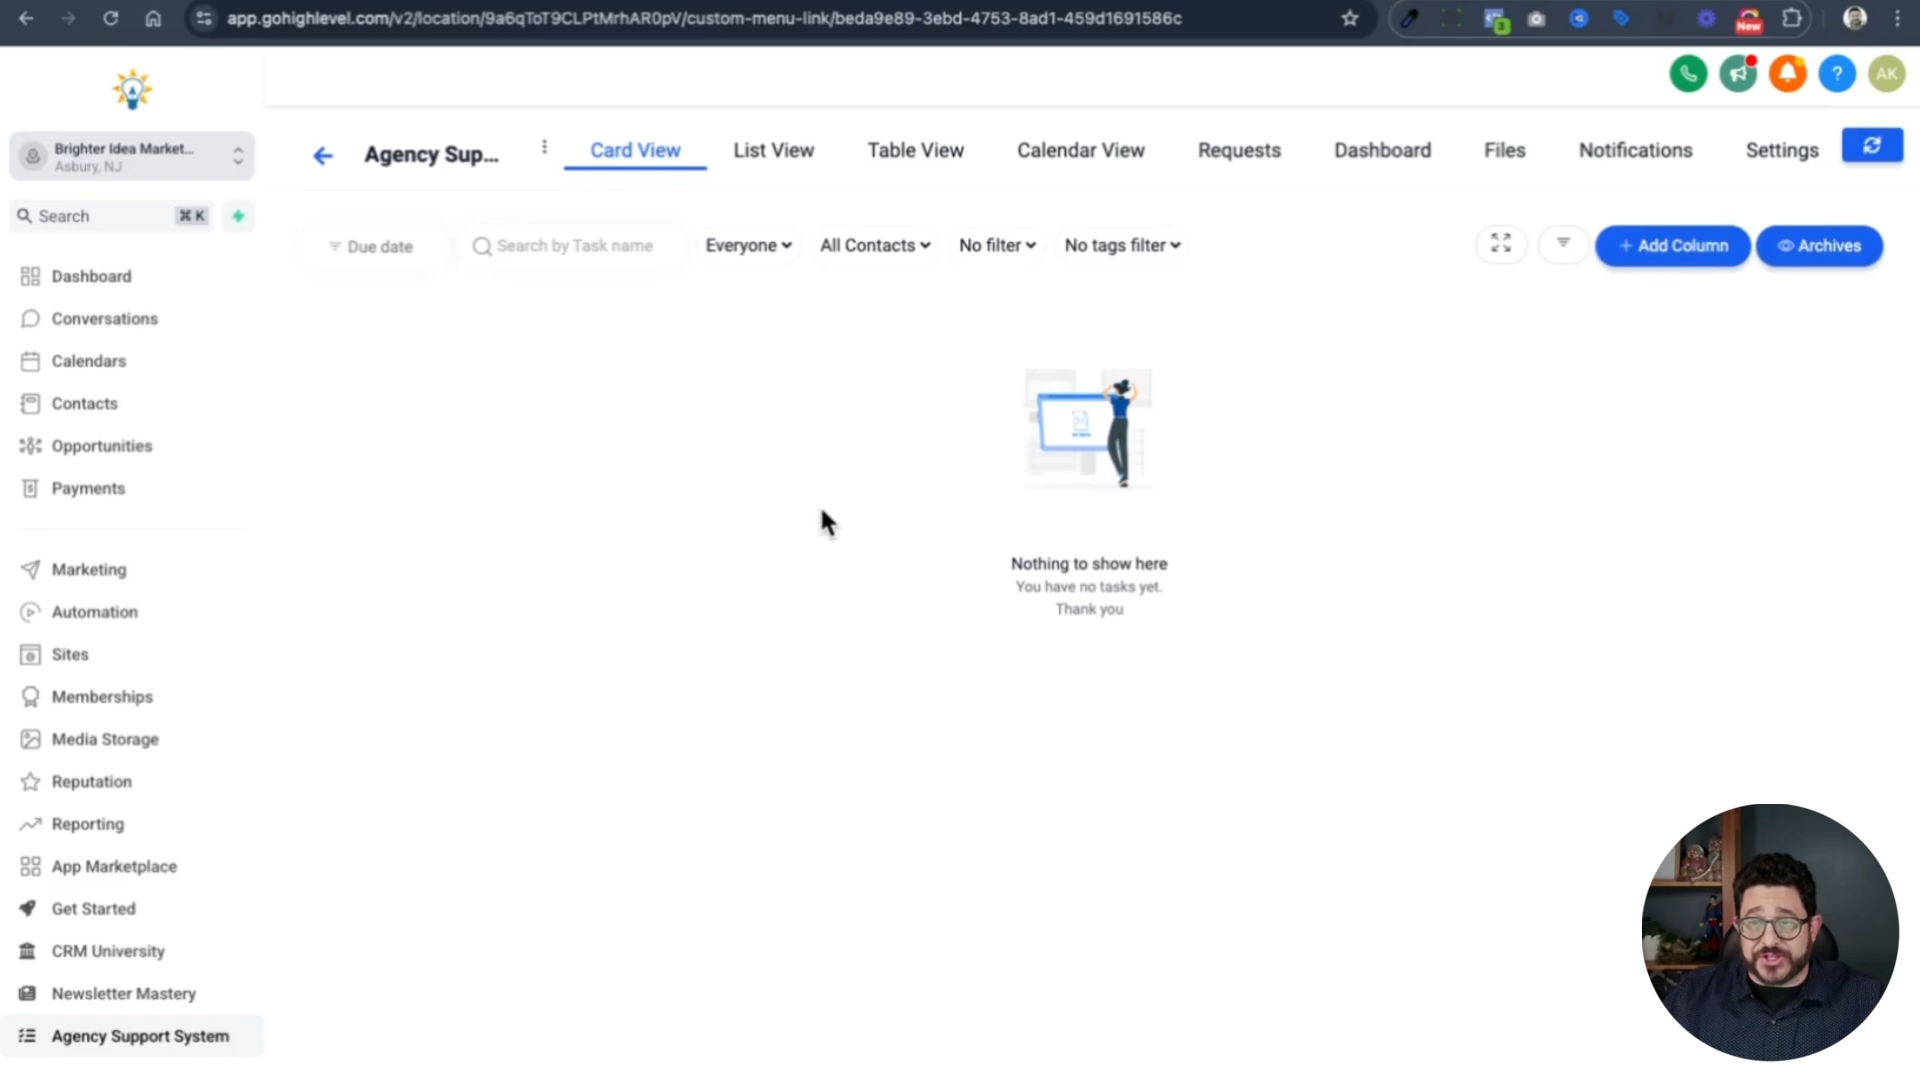 app.gohighlevel.com/v2/location/9a6qToT9CLPtMrhAR0pV/custom-menu-link/beda9e89-3ebd-4753-8ad1-459d1691586c
3
New
AK
Brighter Idea Market...
Asbury, NJ
Search
⌘ K
Dashboard
Conversations
Calendars
Contacts
Opportunities
Payments
Marketing
Automation
Sites
Memberships
Media Storage
Reputation
Reporting
App Marketplace
Get Started
CRM University
Newsletter Mastery
Agency Support System
Agency Sup...
Card View
List View
Table View
Calendar View
Requests
Dashboard
Files
Notifications
Settings
Due date
Search by Task name
Everyone
All Contacts
No filter
No tags filter
+ Add Column
Archives
Nothing to show here
You have no tasks yet.
Thank you